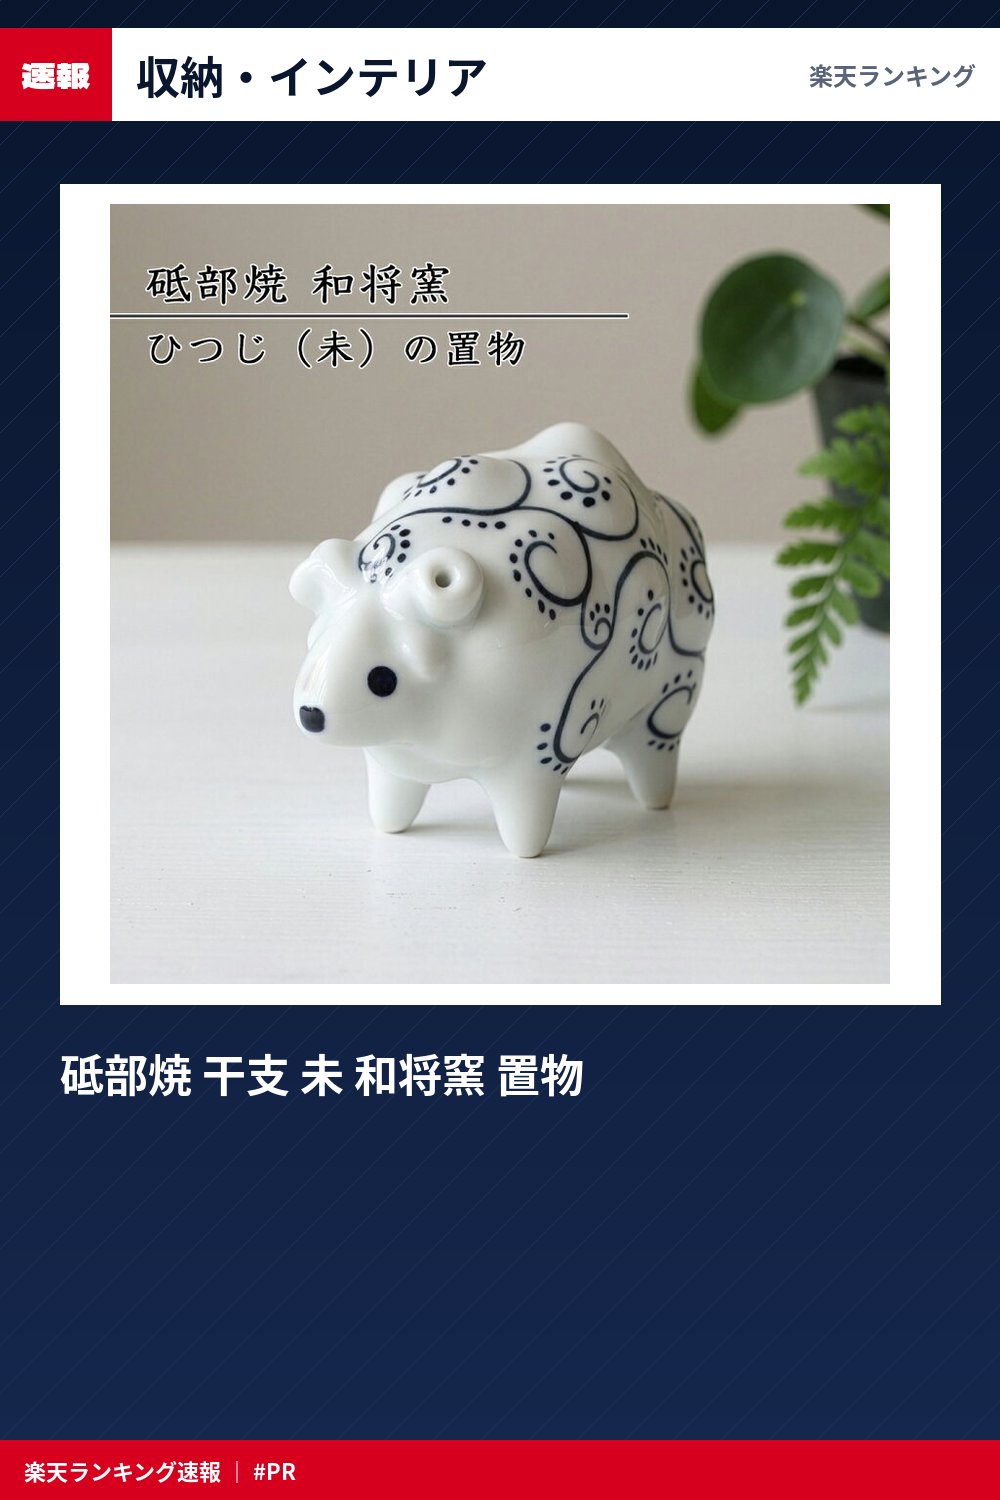 速報
収納・インテリア
楽天ランキング
砥部焼 和将窯
ひつじ（未）の置物
砥部焼 干支 未 和将窯 置物
楽天ランキング速報｜#PR